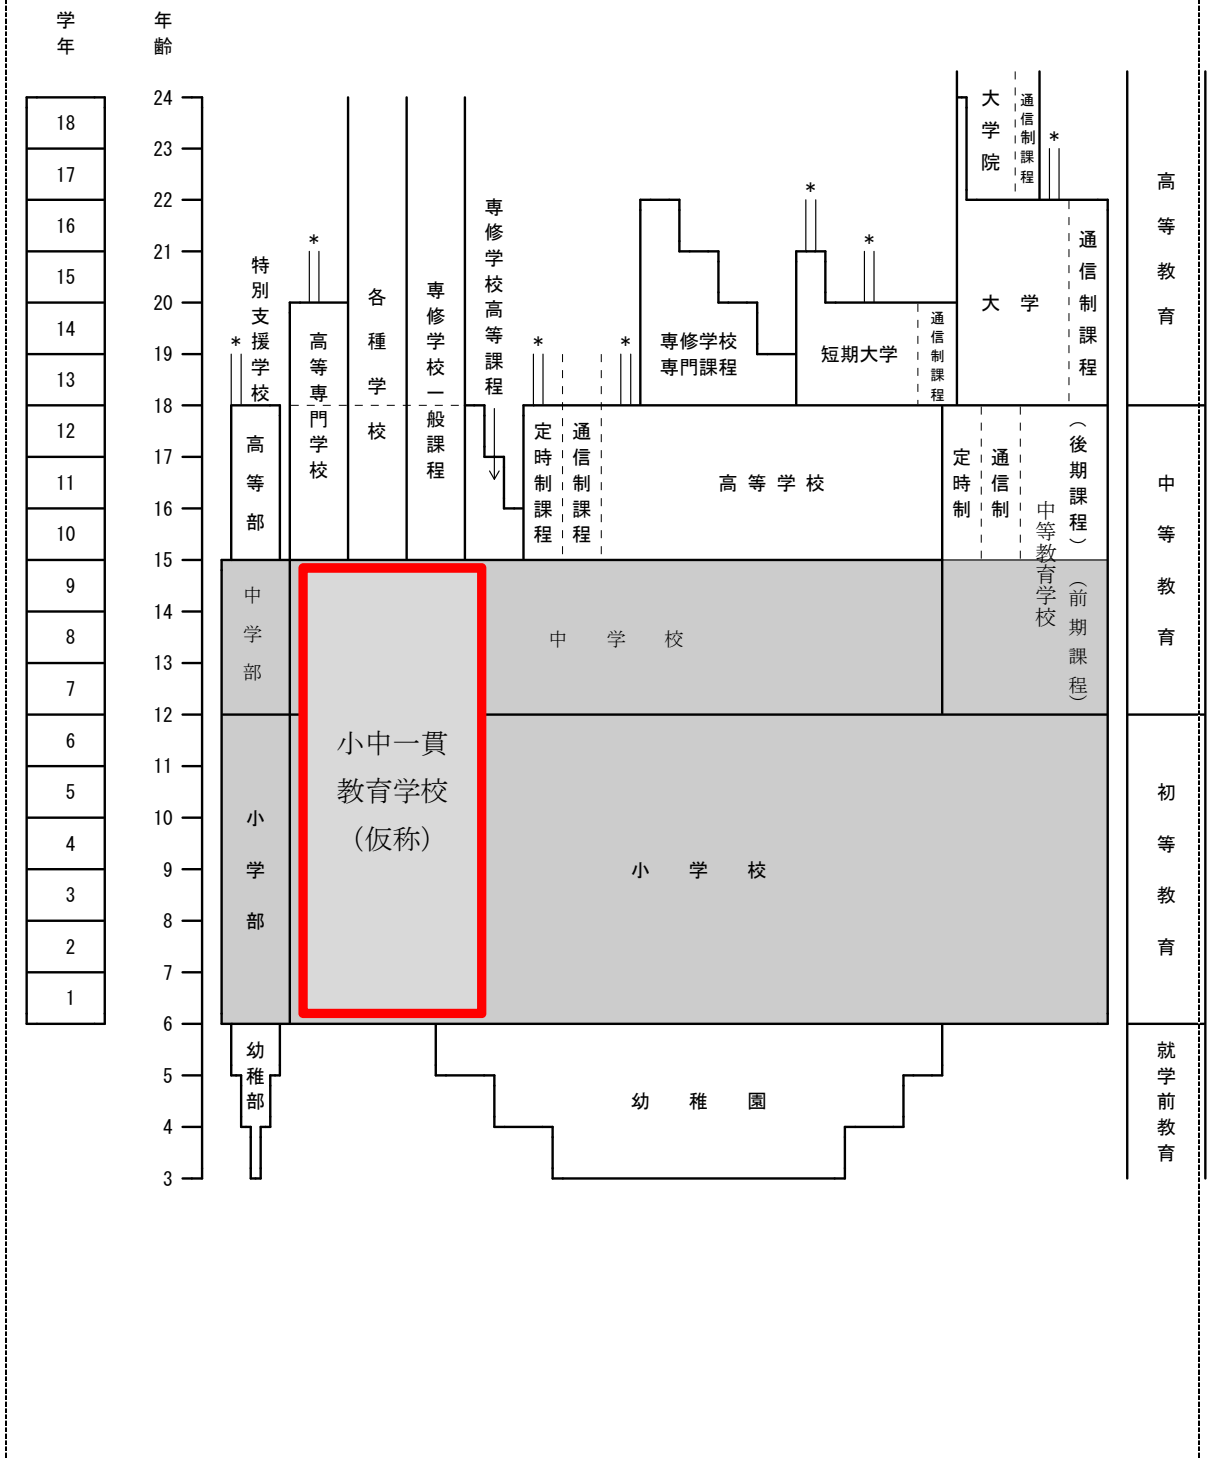 学年
年齢
24
23
22
21
20
19
18
17
16
15
14
13
12
11
10
9
8
7
6
5
4
3
18
17
16
15
14
13
12
11
10
9
8
7
6
5
4
3
2
1
特別支援学校
*
高等部
中学部
小学部
幼稚部
*
高等専門学校
各種学校
専修学校一般課程
専修学校高等課程
*
定時制課程
通信制課程
*
専修学校
専門課程
高等学校
*
*
短期大学
通信制課程
大学院
通信制課程
*
大学
通信制課程
定時制
通信制
中等教育学校
（後期課程）
（前期課程）
中学校
小中一貫
教育学校
（仮称）
小学校
幼稚園
高等教育
中等教育
初等教育
就学前教育